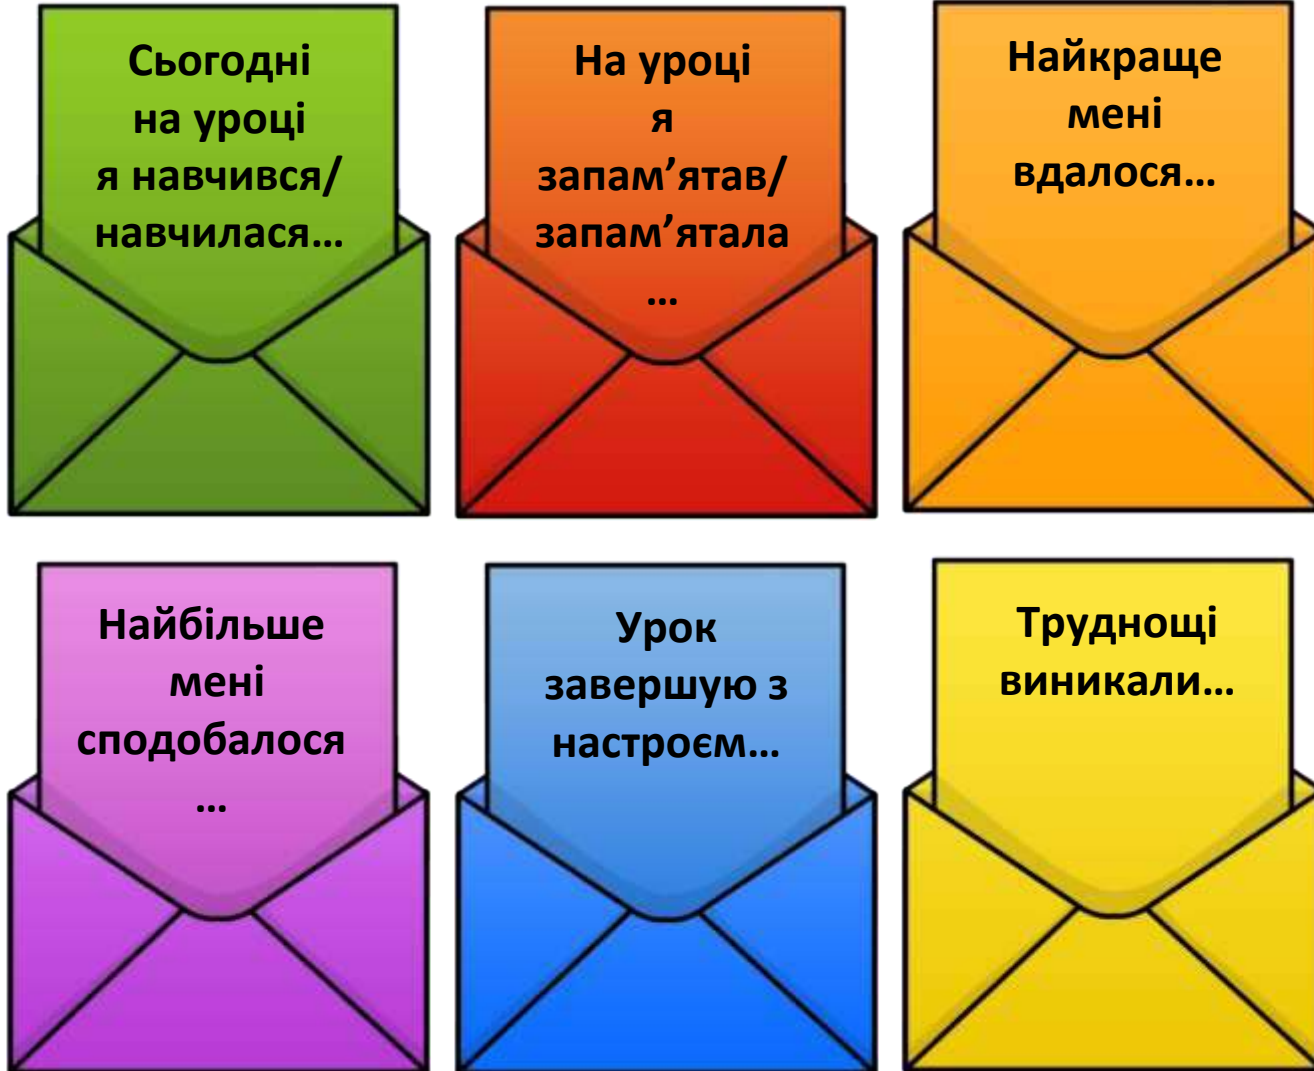 Сьогодні
на уроці
я навчився/
навчилася…
На уроці
я
запам’ятав/
запам’ятала
…
Найкраще
мені
вдалося…
Найбільше
мені
сподобалося
…
Урок
завершую з
настроєм…
Труднощі
виникали…